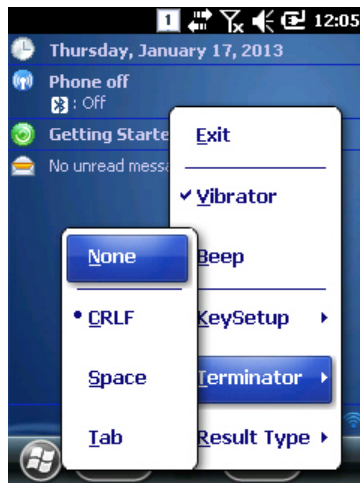 1 12:05
Thursday, January 17, 2013
Phone off
: Off
Getting Starte
No unread messa
Exit
Vibrator
Beep
KeySetup
Terminator
Result Type
None
CRLF
Space
Tab